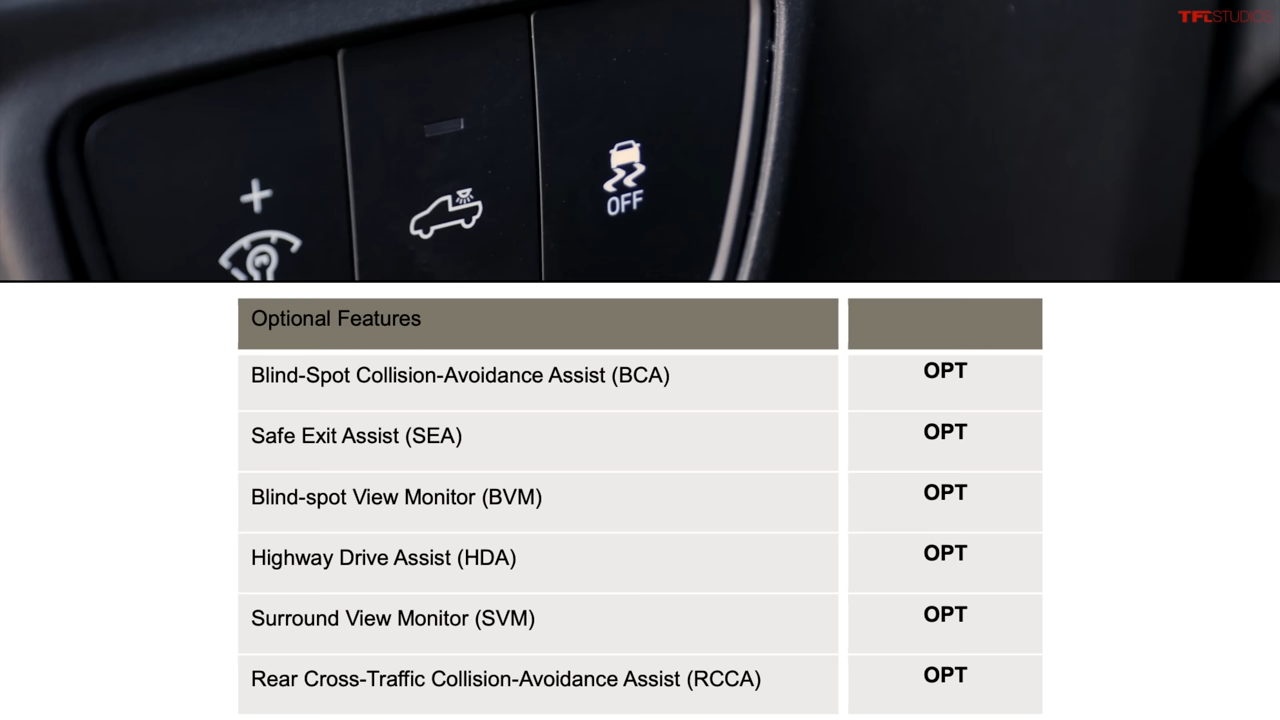 TFLSTUDIOS
+
OFF
Optional Features
Blind-Spot Collision-Avoidance Assist (BCA) OPT
Safe Exit Assist (SEA) OPT
Blind-spot View Monitor (BVM) OPT
Highway Drive Assist (HDA) OPT
Surround View Monitor (SVM) OPT
Rear Cross-Traffic Collision-Avoidance Assist (RCCA) OPT